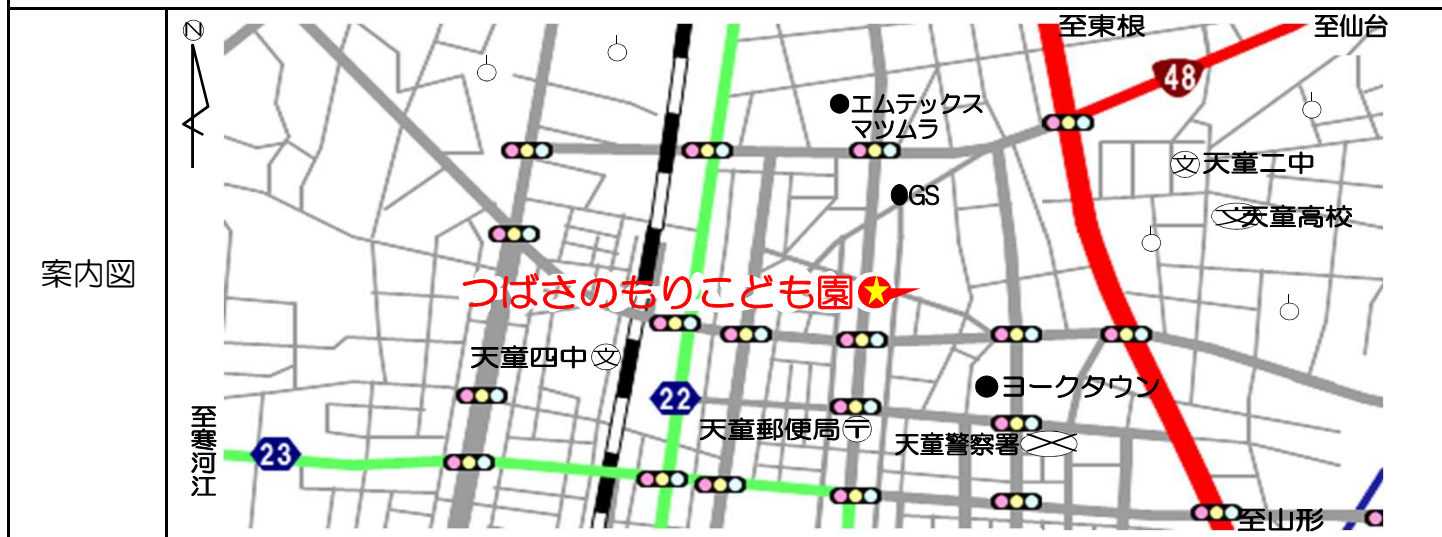 案内図
N
至東根
至仙台
48
エムテックス
マツムラ
文天童二中
GS
文天童高校
つばさのもりこども園
天童四中文
ヨークタウン
22
天童郵便局〒
天童警察署
至寒河江
23
至山形